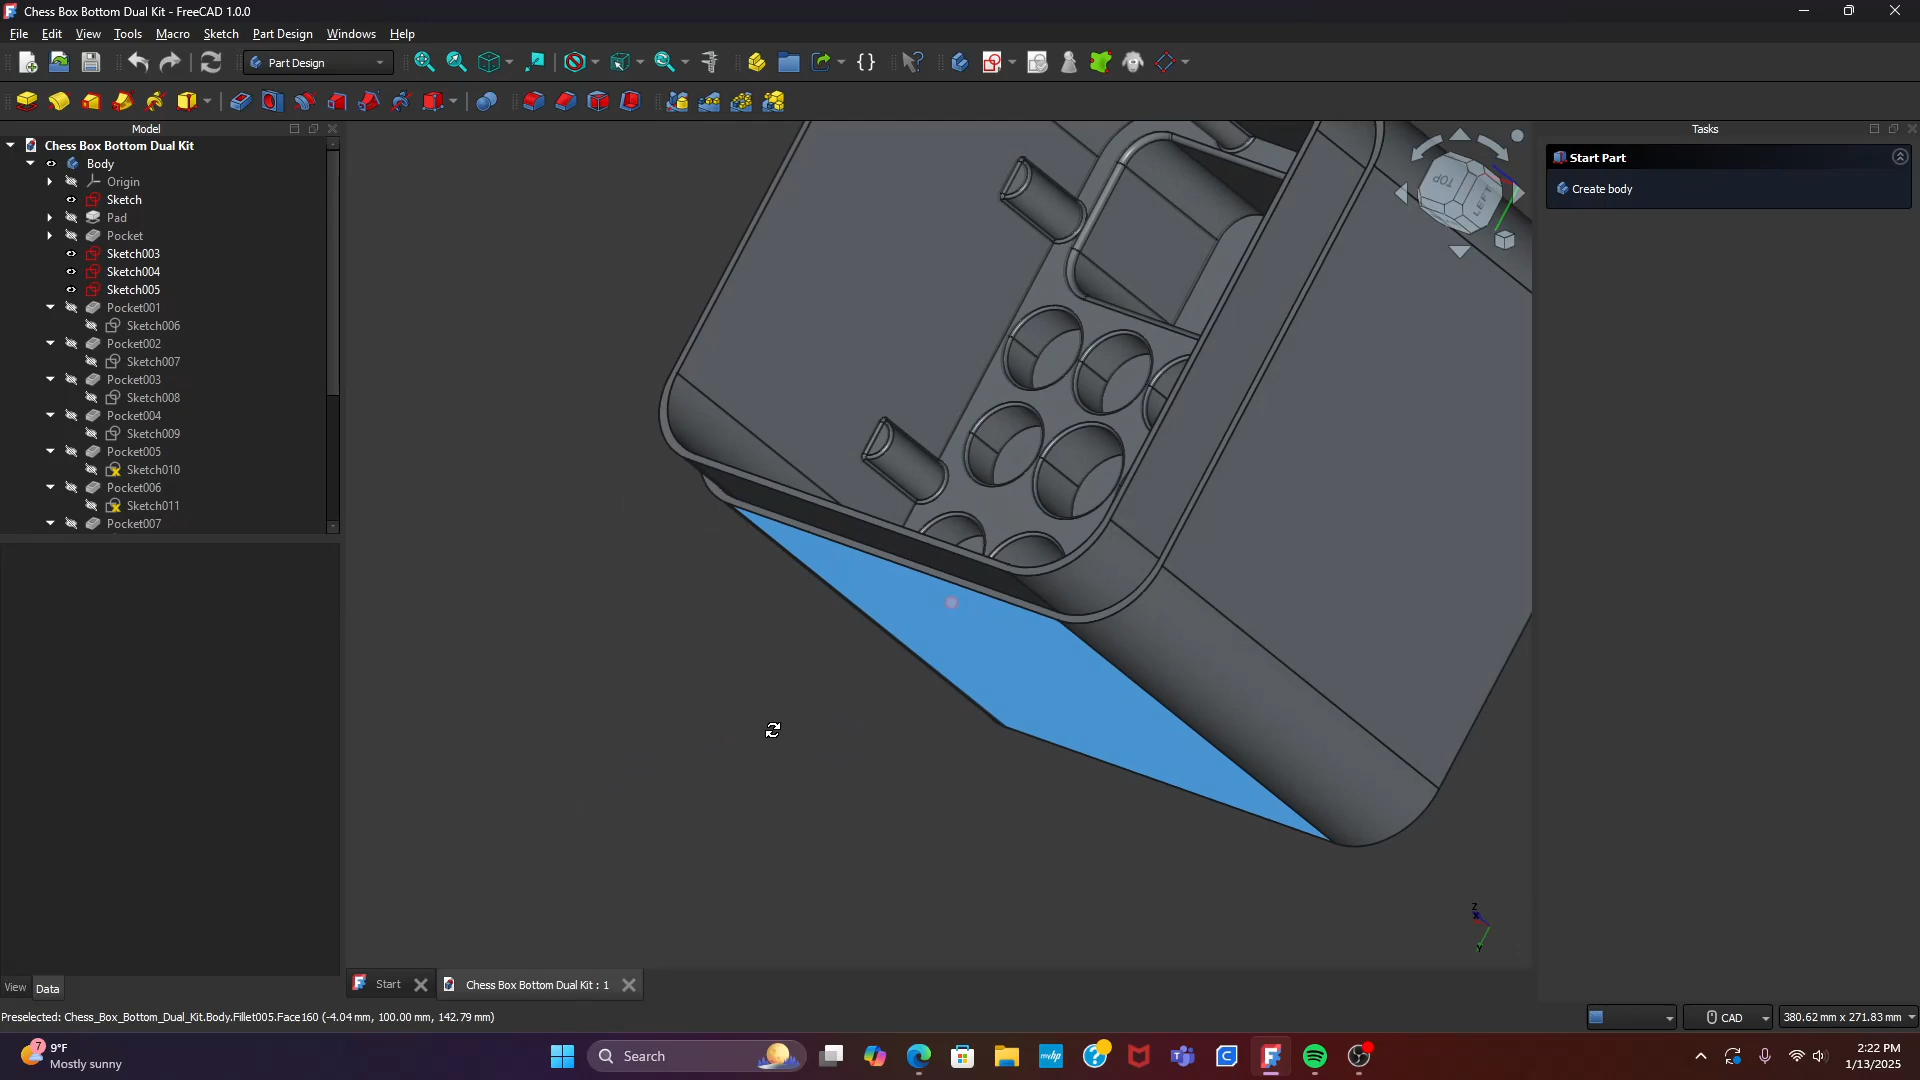 Chess Box Bottom Dual Kit - FreeCAD 1.0.0
File Edit View Tools Macro Sketch Part Design Windows Help
Part Design
Model
Tasks
Chess Box Bottom Dual Kit
Body
Origin
Sketch
Pad
Pocket
Sketch003
Sketch004
Sketch005
Pocket001
Sketch006
Pocket002
Sketch007
Pocket003
Sketch008
Pocket004
Sketch009
Pocket005
Sketch010
Pocket006
Sketch011
Pocket007
Start Part
Create body
TOP
LEFT
Z
X
Y
View Data
Start
Chess Box Bottom Dual Kit : 1
Preselected: Chess_Box_Bottom_Dual_Kit.Body.Fillet005.Face160 (-4.04 mm, 100.00 mm, 142.79 mm)
CAD
380.62 mm x 271.83 mm
7
9°F
Mostly sunny
Search
myhp
2:22 PM
1/13/2025